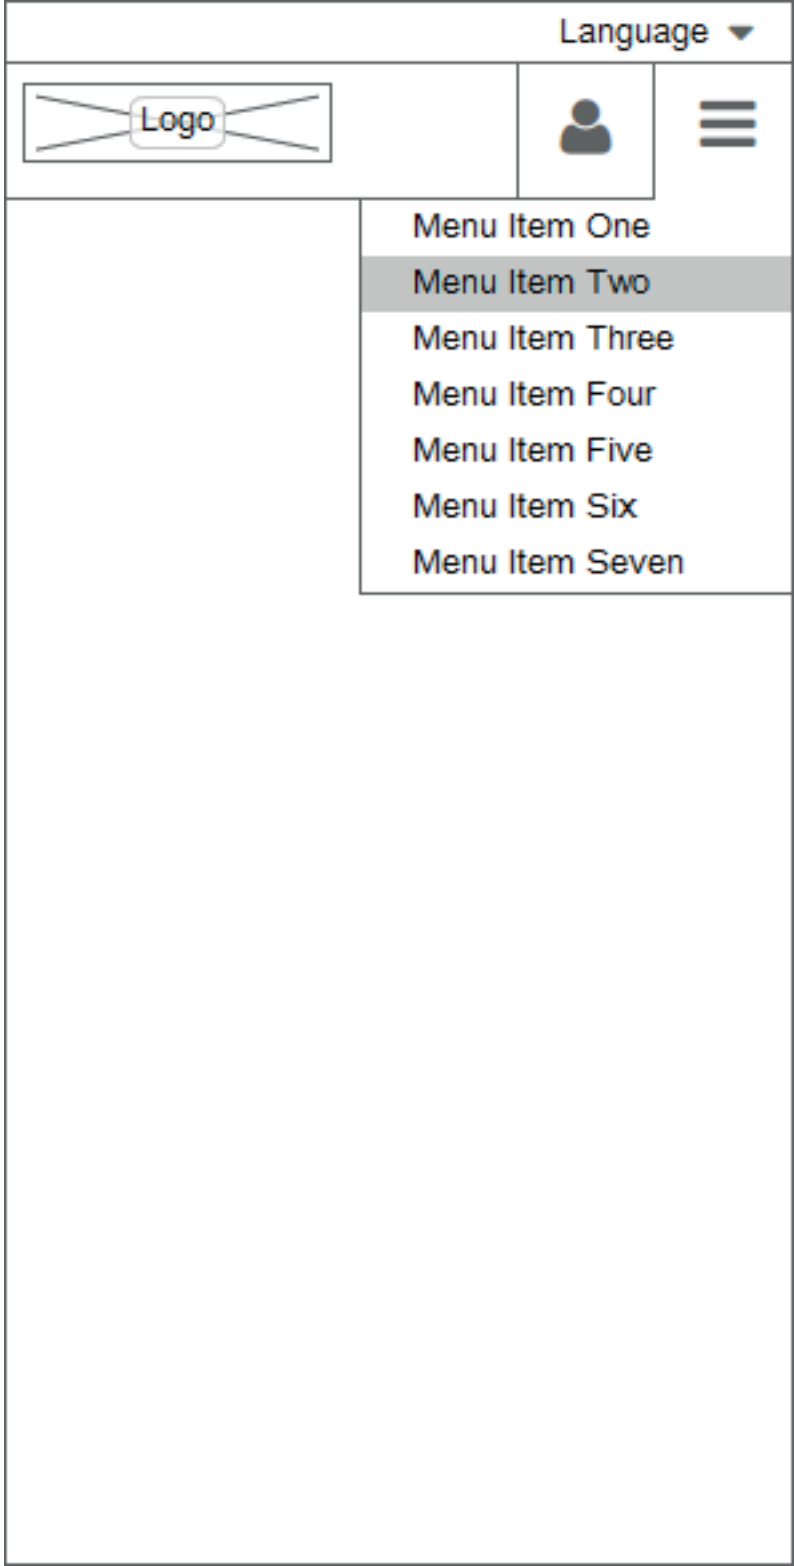 Language
Logo
Menu Item One
Menu Item Two
Menu Item Three
Menu Item Four
Menu Item Five
Menu Item Six
Menu Item Seven